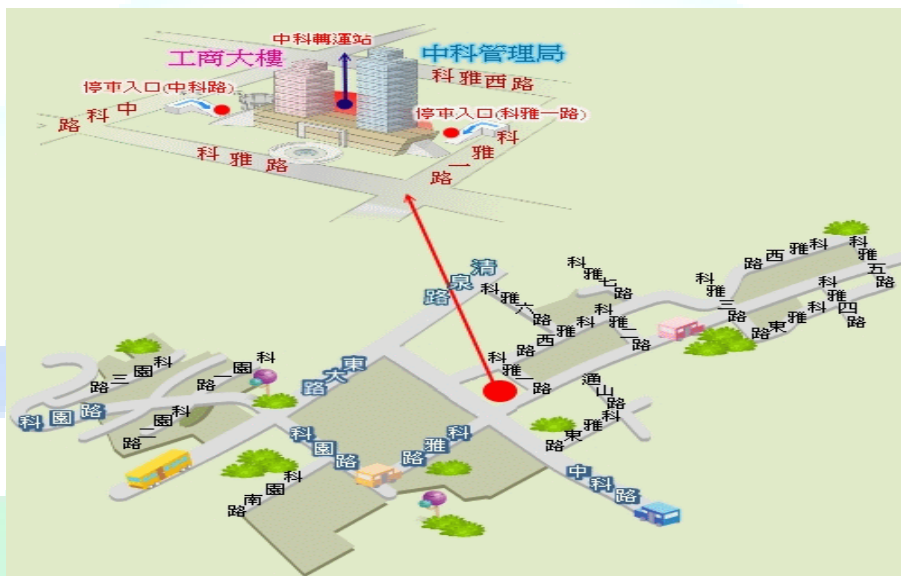 中科轉運站
工商大樓
中科管理局
科雅西路
停車入口(中科路)
停車入口(科雅一路)
中科路
科雅路
科雅一路
清泉路
科雅六路
科雅七路
科雅三路
科雅西路
科雅五路
科雅四路
科雅東路
科雅西路
科雅二路
科雅一路
通山路
科雅東路
東大路
科園一路
科園三路
科園二路
科園路
科園路
科雅路
科園南路
中科路